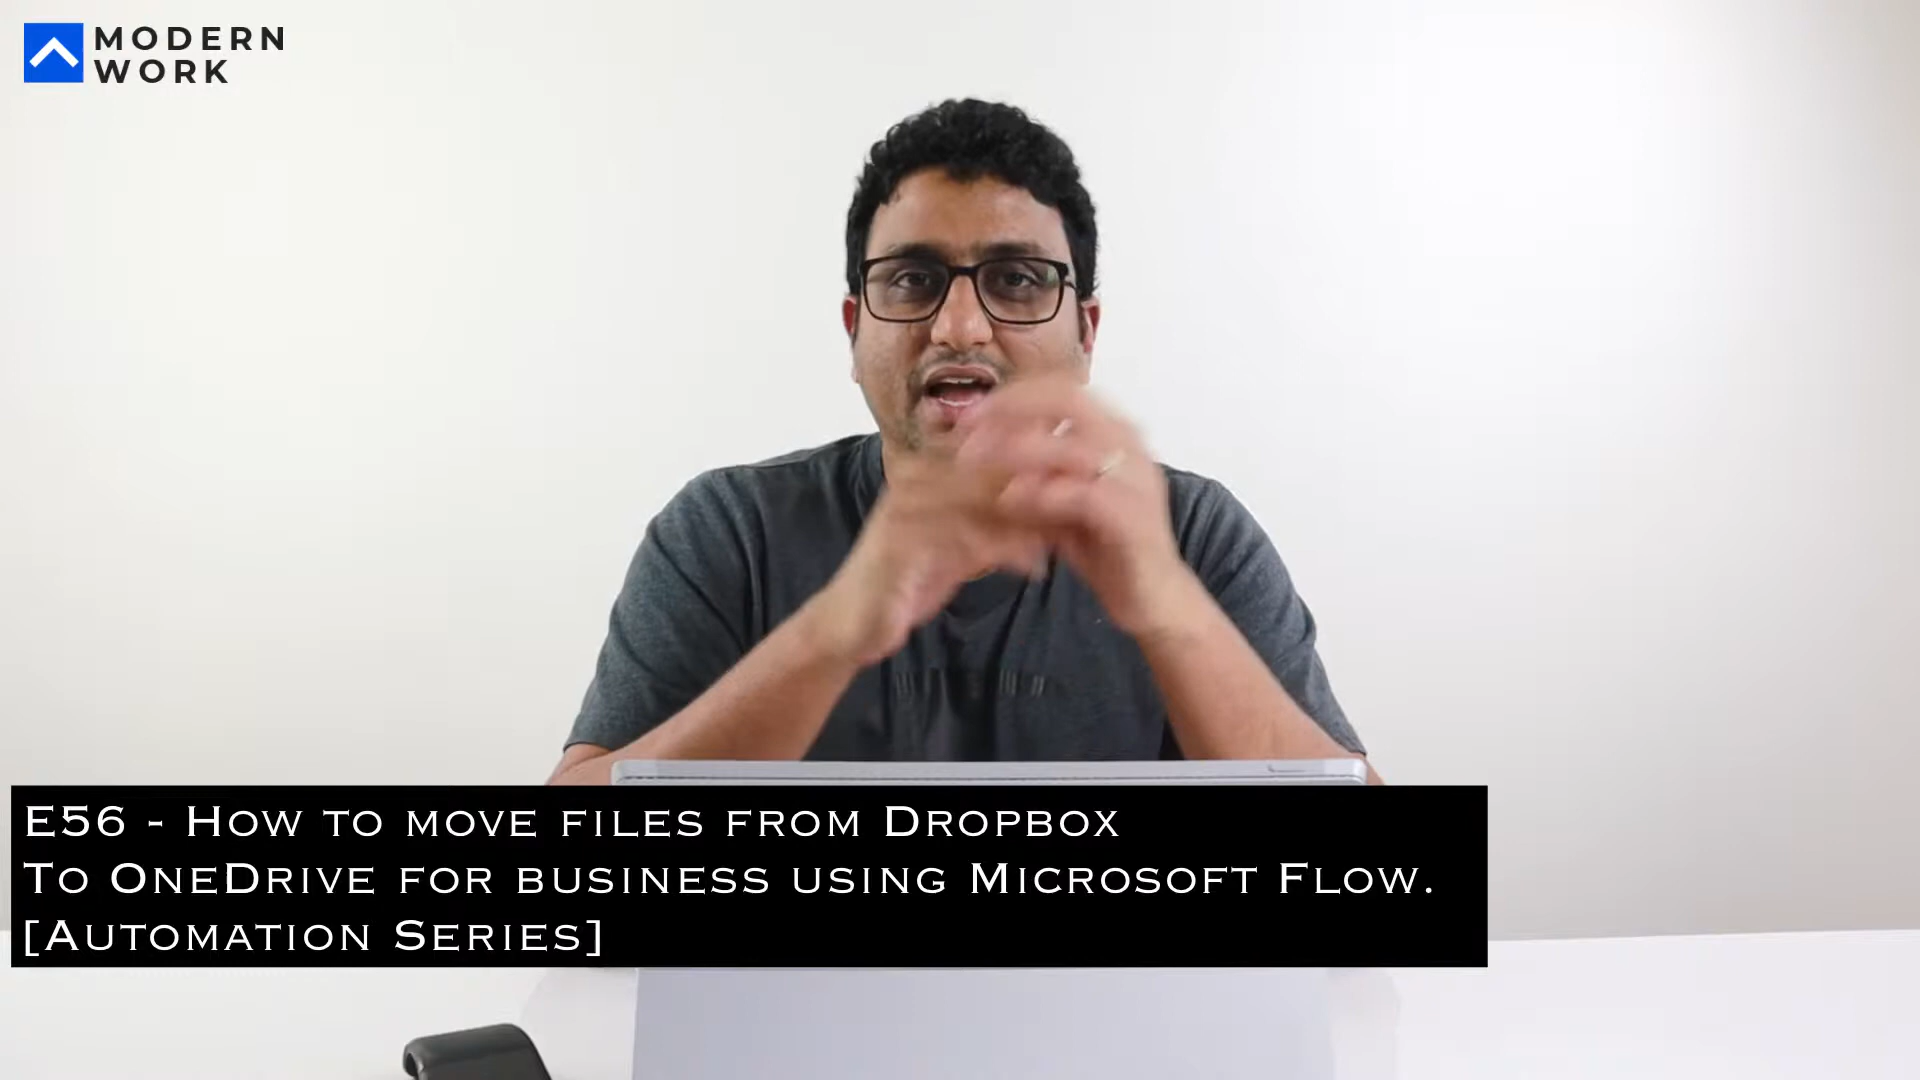 MODERN
WORK
E56 - How to move files from Dropbox
To OneDrive for business using Microsoft Flow.
[Automation Series]